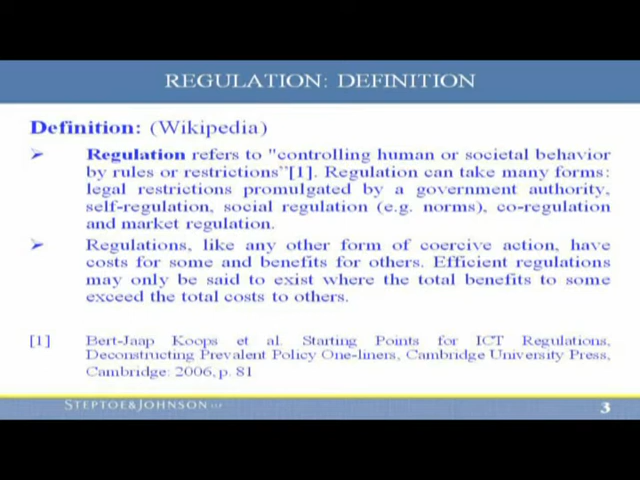 REGULATION: DEFINITION
Definition: (Wikipedia)
➢ Regulation refers to "controlling human or societal behavior
by rules or restrictions"[1]. Regulation can take many forms:
legal restrictions promulgated by a government authority,
self-regulation, social regulation (e.g. norms), co-regulation
and market regulation.
➢ Regulations, like any other form of coercive action, have
costs for some and benefits for others. Efficient regulations
may only be said to exist where the total benefits to some
exceed the total costs to others.
[1] Bert-Jaap Koops et al. Starting Points for ICT Regulations,
Deconstructing Prevalent Policy One-liners, Cambridge University Press,
Cambridge: 2006, p. 81
STEPTOE&JOHNSON LLP 3